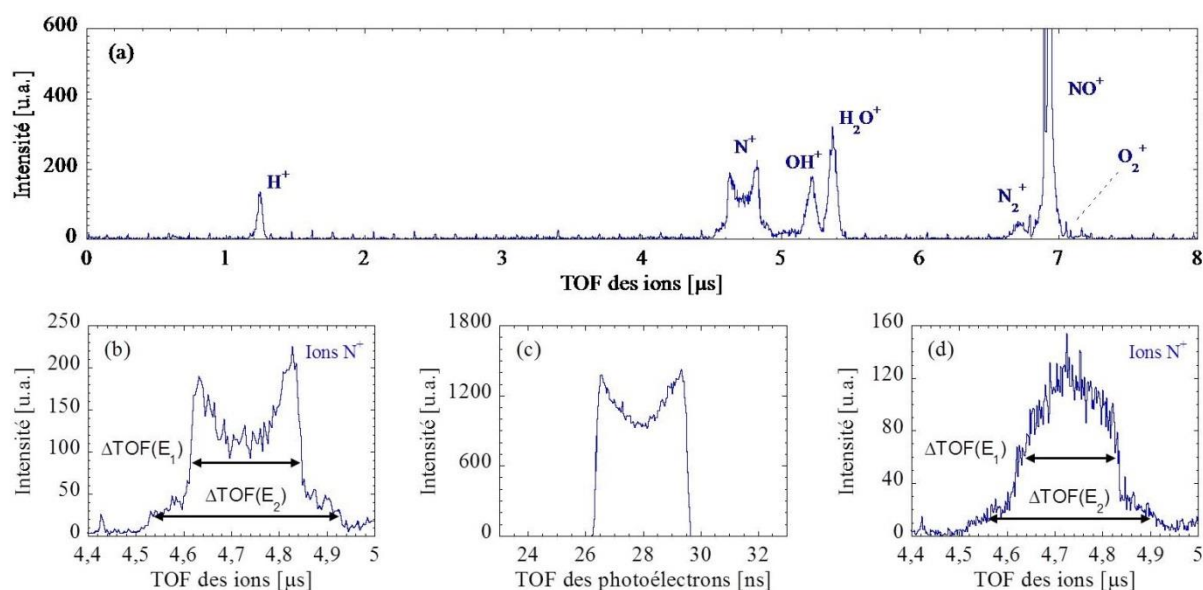 (a)
Intensité [u.a.]
600
400
200
0
H⁺
N⁺
OH⁺
H₂O⁺
N₂⁺
NO⁺
O₂⁺
0 1 2 3 4 5 6 7 8
TOF des ions [µs]
(b)
Ions N⁺
Intensité [u.a.]
250
200
150
100
50
0
ΔTOF(E₁)
ΔTOF(E₂)
4,4 4,5 4,6 4,7 4,8 4,9 5
TOF des ions [µs]
(c)
Intensité [u.a.]
1800
1200
600
0
24 26 28 30 32
TOF des photoélectrons [ns]
(d)
Ions N⁺
Intensité [u.a.]
160
120
80
40
0
ΔTOF(E₁)
ΔTOF(E₂)
4,4 4,5 4,6 4,7 4,8 4,9 5
TOF des ions [µs]